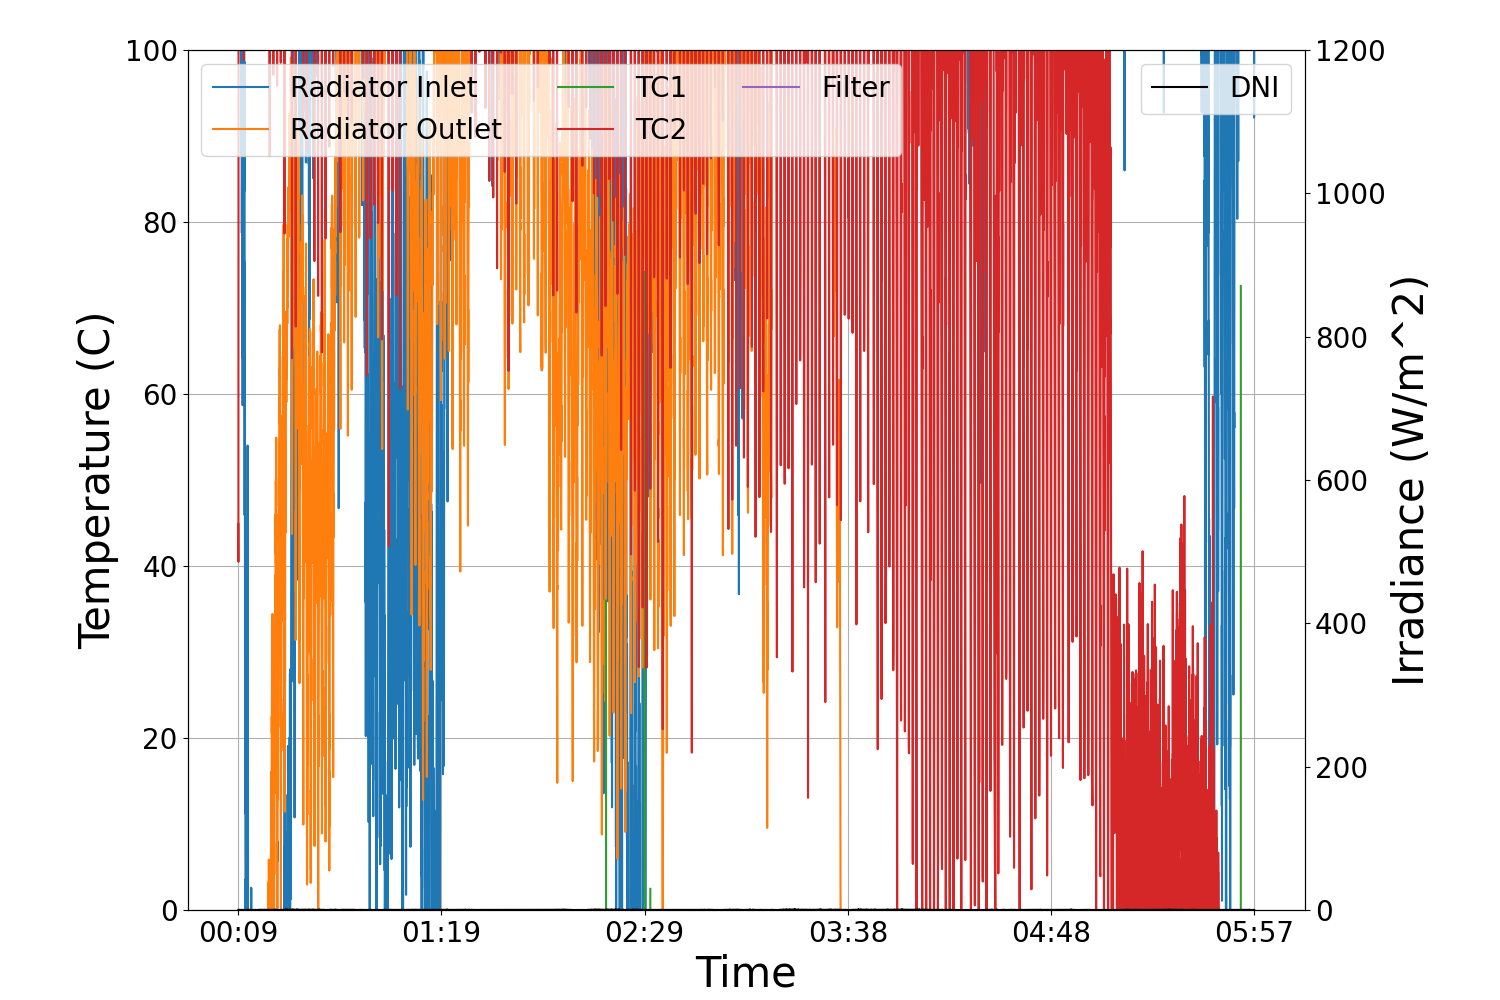 Radiator Inlet
Radiator Outlet
TC1
TC2
Filter
DNI
Temperature (C)
100
80
60
40
20
0
Irradiance (W/m^2)
1200
1000
800
600
400
200
0
00:09 01:19 02:29 03:38 04:48 05:57
Time